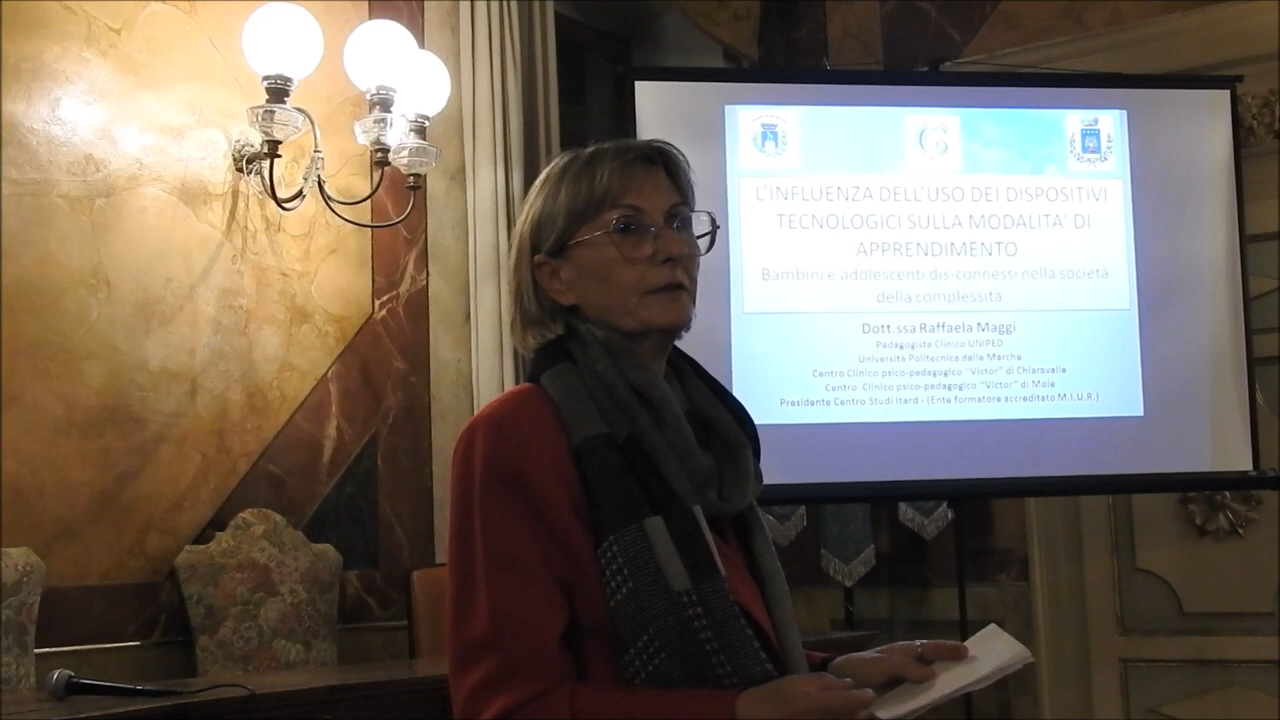 L'INFLUENZA DELL'USO DEI DISPOSITIVI
TECNOLOGICI SULLA MODALITA' DI
APPRENDIMENTO
Bambini e adolescenti dis-connessi nella società
della complessità
Dott.ssa Raffaela Maggi
Pedagogista Clinico UNIPED
Università Politecnica delle Marche
Centro Clinico psico-pedagogico "Victor" di Chiaravalle
Centro Clinico psico-pedagogico "Victor" di Moie
Presidente Centro Studi Itard - (Ente formatore accreditato M.I.U.R.)